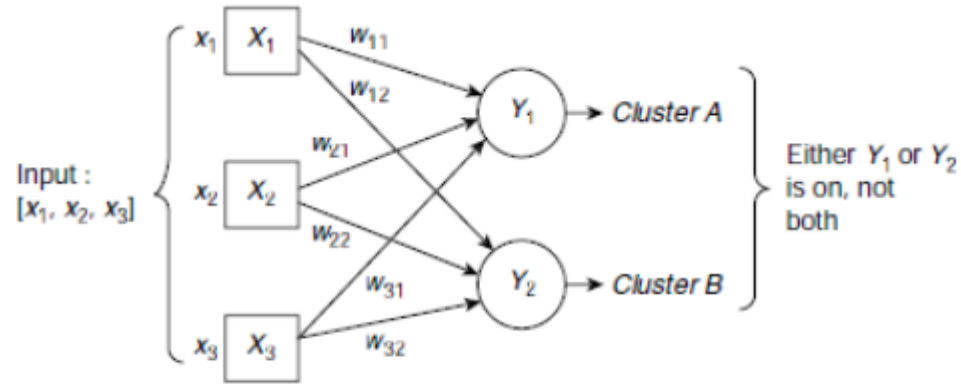 Input :
[x₁, x₂, x₃]
x₁
X₁
x₂
X₂
x₃
X₃
w₁₁
w₁₂
w₂₁
w₂₂
w₃₁
w₃₂
Y₁
Y₂
Cluster A
Cluster B
Either Y₁ or Y₂
is on, not
both